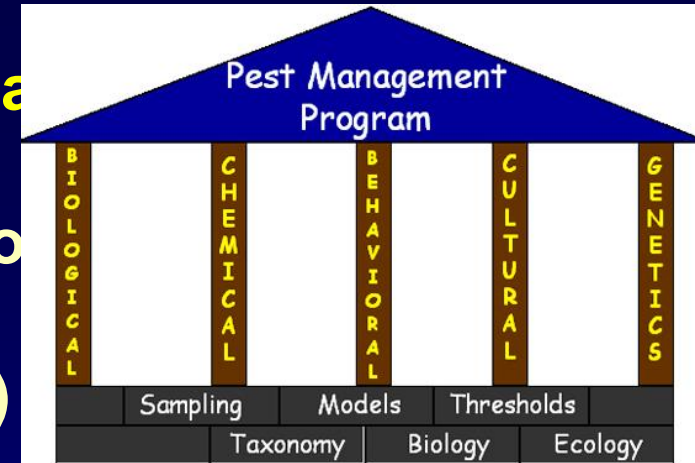 Pest Management
Program
BIOLOGICAL
CHEMICAL
BEHAVIORAL
CULTURAL
GENETICS
Sampling Models Thresholds
Taxonomy Biology Ecology